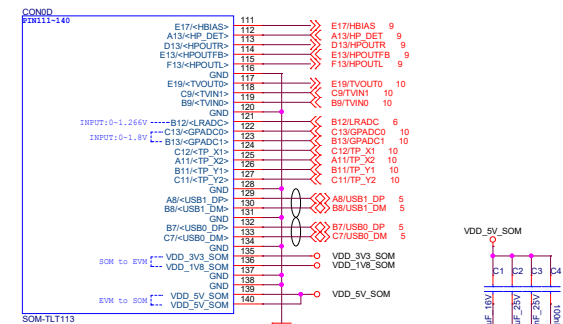 CON0D
PIN111~140
E17/<HBIAS> 111 E17/HBIAS 9
A13/<HP_DET> 112 A13/HP_DET 9
D13/<HPOUTR> 113 D13/HPOUTR 9
E13/<HPOUTFB> 114 E13/HPOUTFB 9
F13/<HPOUTL> 115 F13/HPOUTL 9
GND 116
E19/<TVOUT0> 117 E19/TVOUT0 10
C9/<TVIN1> 118 C9/TVIN1 10
B9/<TVIN0> 119 B9/TVIN0 10
GND 120
INPUT:0~1.266V B12/<LRADC> 121 B12/LRADC 6
C13/<GPADC0> 122 C13/GPADC0 10
INPUT:0~1.8V B13/<GPADC1> 123 B13/GPADC1 10
C12/<TP_X1> 124 C12/TP_X1 10
A11/<TP_X2> 125 A11/TP_X2 10
B11/<TP_Y1> 126 B11/TP_Y1 10
C11/<TP_Y2> 127 C11/TP_Y2 10
GND 128
A8/<USB1_DP> 129 A8/USB1_DP 5
B8/<USB1_DM> 130 B8/USB1_DM 5
GND 131
B7/<USB0_DP> 132 B7/USB0_DP 5
C7/<USB0_DM> 133 C7/USB0_DM 5
GND 134
SOM to EVM VDD_3V3_SOM 135 VDD_3V3_SOM
VDD_1V8_SOM 136 VDD_1V8_SOM
GND 137
GND 138
EVM to SOM VDD_5V_SOM 139 VDD_5V_SOM
VDD_5V_SOM 140
SOM-TLT113
VDD_5V_SOM
C1 C2 C3 C4
uF_16V
uF_25V
uF_25V